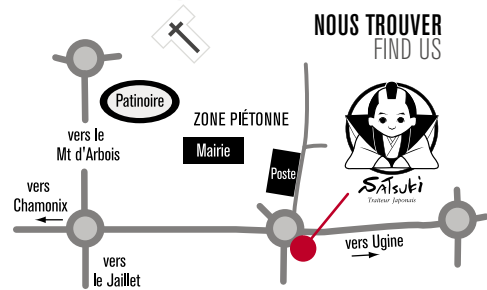 NOUS TROUVER
FIND US
Patinoire
ZONE PIÉTONNE
vers le
Mt d'Arbois
Mairie
Poste
SATSUKI
Traiteur Japonais
vers
Chamonix
vers Ugine
vers
le Jaillet